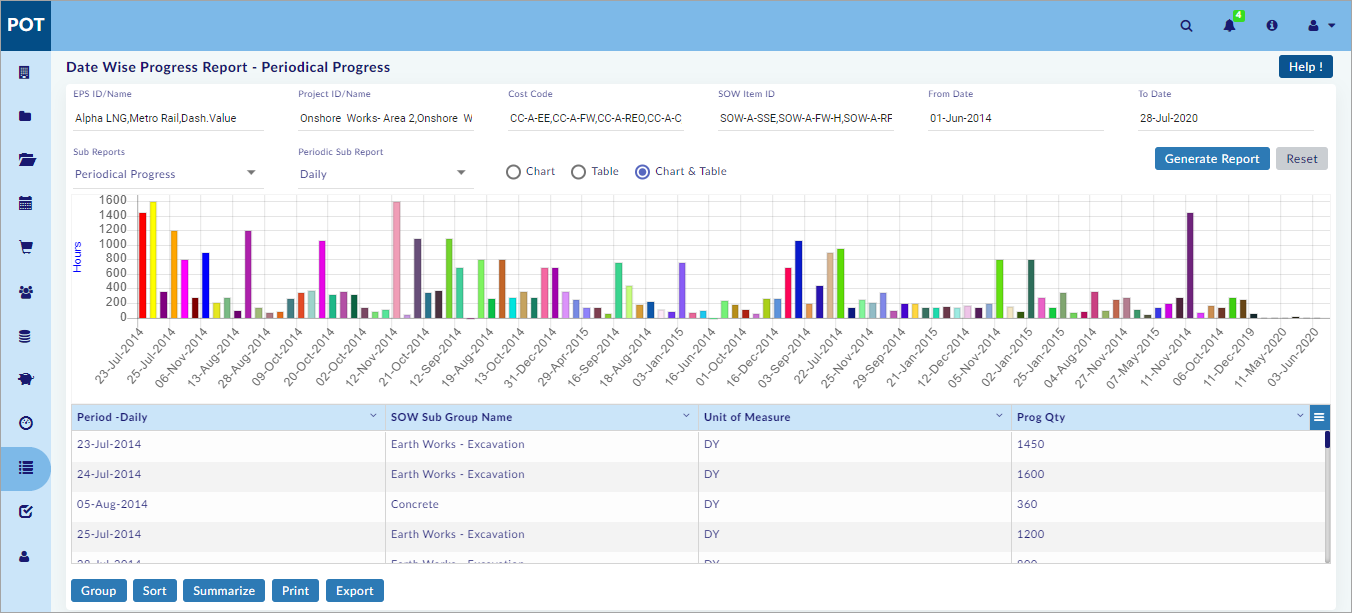 POT
4
Date Wise Progress Report - Periodical Progress
Help !
EPS ID/Name
Project ID/Name
Cost Code
SOW Item ID
From Date
To Date
Alpha LNG,Metro Rail,Dash.Value
Onshore Works- Area 2,Onshore W
CC-A-EE,CC-A-FW,CC-A-REO,CC-A-C
SOW-A-SSE,SOW-A-FW-H,SOW-A-RF
01-Jun-2014
28-Jul-2020
Sub Reports
Periodic Sub Report
Periodical Progress
Daily
Chart
Table
Chart & Table
Generate Report
Reset
Hours
1600
1400
1200
1000
800
600
400
200
0
23-Jul-2014
25-Jul-2014
06-Nov-2014
13-Aug-2014
28-Aug-2014
09-Oct-2014
20-Oct-2014
02-Oct-2014
12-Nov-2014
21-Oct-2014
12-Sep-2014
19-Aug-2014
13-Oct-2014
31-Dec-2014
29-Apr-2015
16-Sep-2014
18-Aug-2014
03-Jan-2015
16-Jun-2014
01-Oct-2014
16-Dec-2014
03-Sep-2014
22-Jul-2014
25-Nov-2014
29-Sep-2014
21-Jan-2015
12-Dec-2014
05-Nov-2014
02-Jan-2015
25-Jan-2015
04-Aug-2014
27-Nov-2014
07-May-2015
11-Nov-2014
06-Oct-2014
11-Dec-2019
11-May-2020
03-Jun-2020
Period -Daily
SOW Sub Group Name
Unit of Measure
Prog Qty
23-Jul-2014
Earth Works - Excavation
DY
1450
24-Jul-2014
Earth Works - Excavation
DY
1600
05-Aug-2014
Concrete
DY
360
25-Jul-2014
Earth Works - Excavation
DY
1200
Earth Works - Excavation
DY
Group
Sort
Summarize
Print
Export